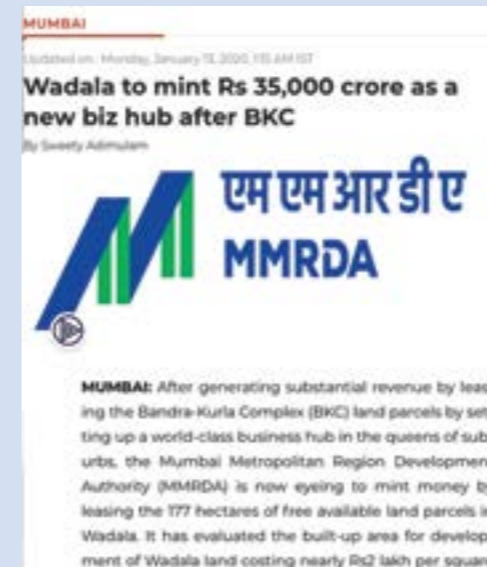 MUMBAI
Updated on: Monday, January 13, 2020, 1:15 AM IST
Wadala to mint Rs 35,000 crore as a
new biz hub after BKC
By Sweety Adimulam
एम एम आर डी ए
MMRDA
MUMBAI: After generating substantial revenue by leas
ing the Bandra-Kurla Complex (BKC) land parcels by set
ting up a world-class business hub in the queens of sub
urbs, the Mumbai Metropolitan Region Developmen
Authority (MMRDA) is now eyeing to mint money by
leasing the 177 hectares of free available land parcels in
Wadala. It has evaluated the built-up area for develop
ment of Wadala land costing nearly Rs2 lakh per square